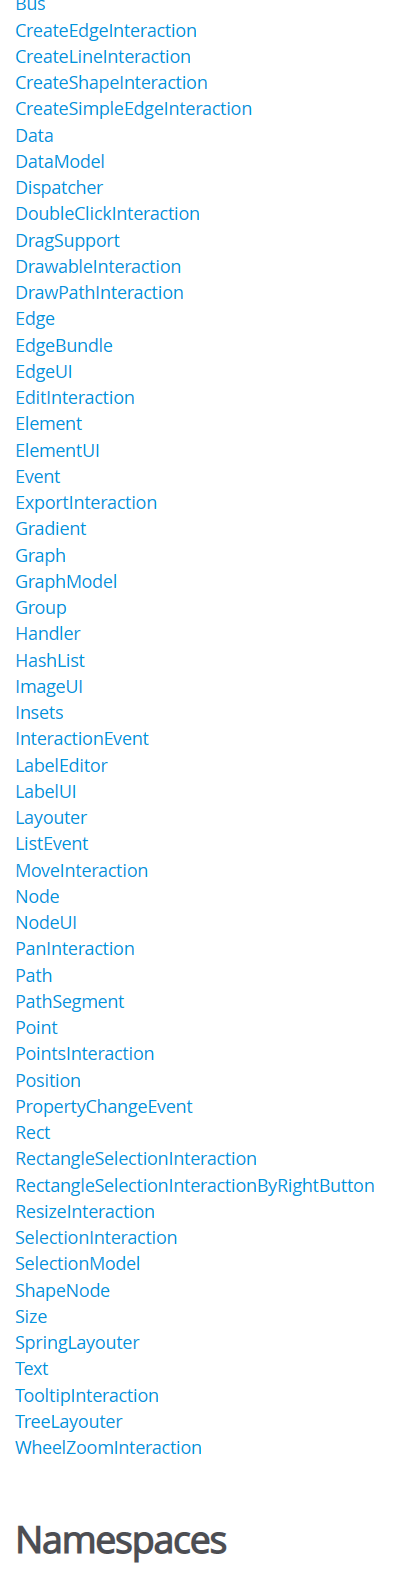 Bus
CreateEdgeInteraction
CreateLineInteraction
CreateShapeInteraction
CreateSimpleEdgeInteraction
Data
DataModel
Dispatcher
DoubleClickInteraction
DragSupport
DrawableInteraction
DrawPathInteraction
Edge
EdgeBundle
EdgeUI
EditInteraction
Element
ElementUI
Event
ExportInteraction
Gradient
Graph
GraphModel
Group
Handler
HashList
ImageUI
Insets
InteractionEvent
LabelEditor
LabelUI
Layouter
ListEvent
MoveInteraction
Node
NodeUI
PanInteraction
Path
PathSegment
Point
PointsInteraction
Position
PropertyChangeEvent
Rect
RectangleSelectionInteraction
RectangleSelectionInteractionByRightButton
ResizeInteraction
SelectionInteraction
SelectionModel
ShapeNode
Size
SpringLayouter
Text
TooltipInteraction
TreeLayouter
WheelZoomInteraction
Namespaces